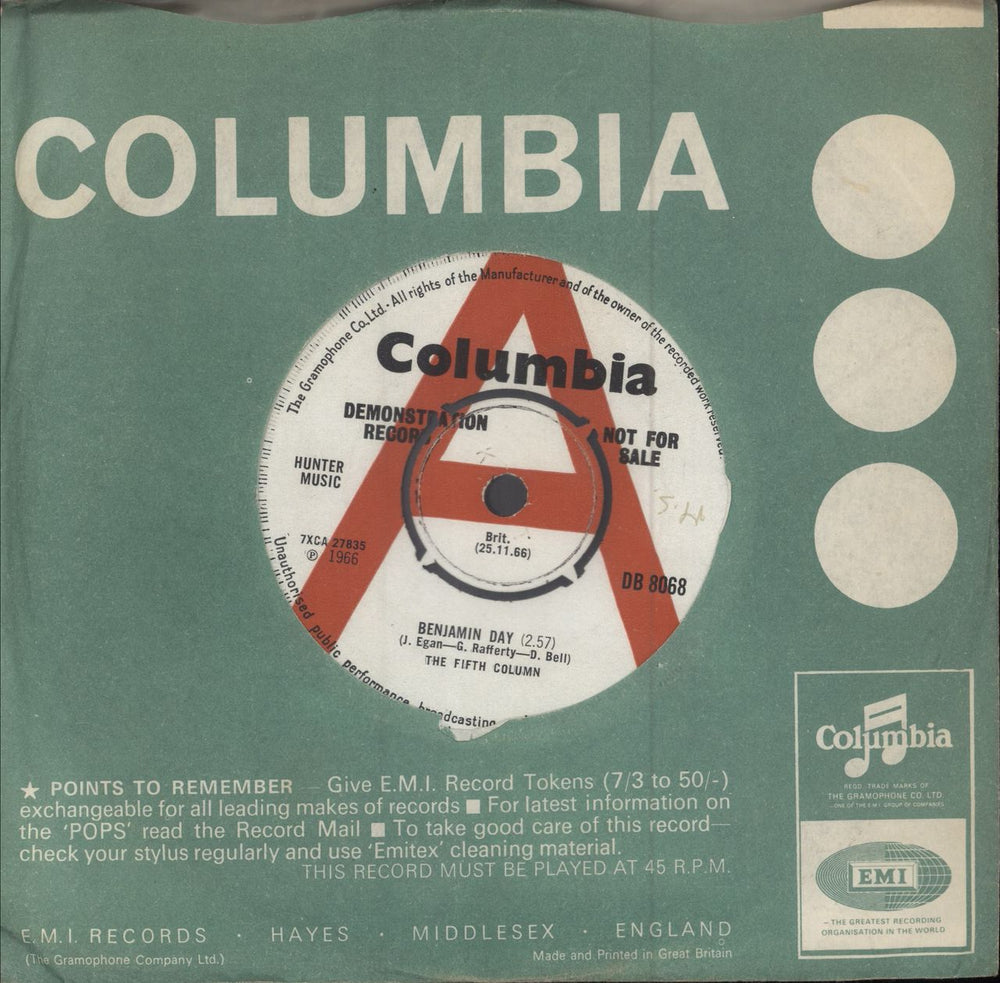 COLUMBIA
The Gramophone Co. Ltd. · All rights of the Manufacturer and of the owner of the recorded work reserved.
Columbia
DEMONSTRATION
RECORD
NOT FOR
SALE
HUNTER
MUSIC
7XCA 27835
℗ 1966
Brit.
(25.11.66)
DB 8068
BENJAMIN DAY (2.57)
(J. Egan—G. Rafferty—D. Bell)
THE FIFTH COLUMN
Unauthorised public performance broadcasting
★ POINTS TO REMEMBER — Give E.M.I. Record Tokens (7/3 to 50/-)
exchangeable for all leading makes of records ■ For latest information on
the 'POPS' read the Record Mail ■ To take good care of this record—
check your stylus regularly and use 'Emitex' cleaning material.
THIS RECORD MUST BE PLAYED AT 45 R.P.M.
E.M.I. RECORDS · HAYES · MIDDLESEX · ENGLAND
(The Gramophone Company Ltd.)
Made and Printed in Great Britain
Columbia
REGD. TRADE MARKS OF
THE GRAMOPHONE CO. LTD.
ONE OF THE E.M.I. GROUP OF COMPANIES
EMI
—THE GREATEST RECORDING
ORGANISATION IN THE WORLD